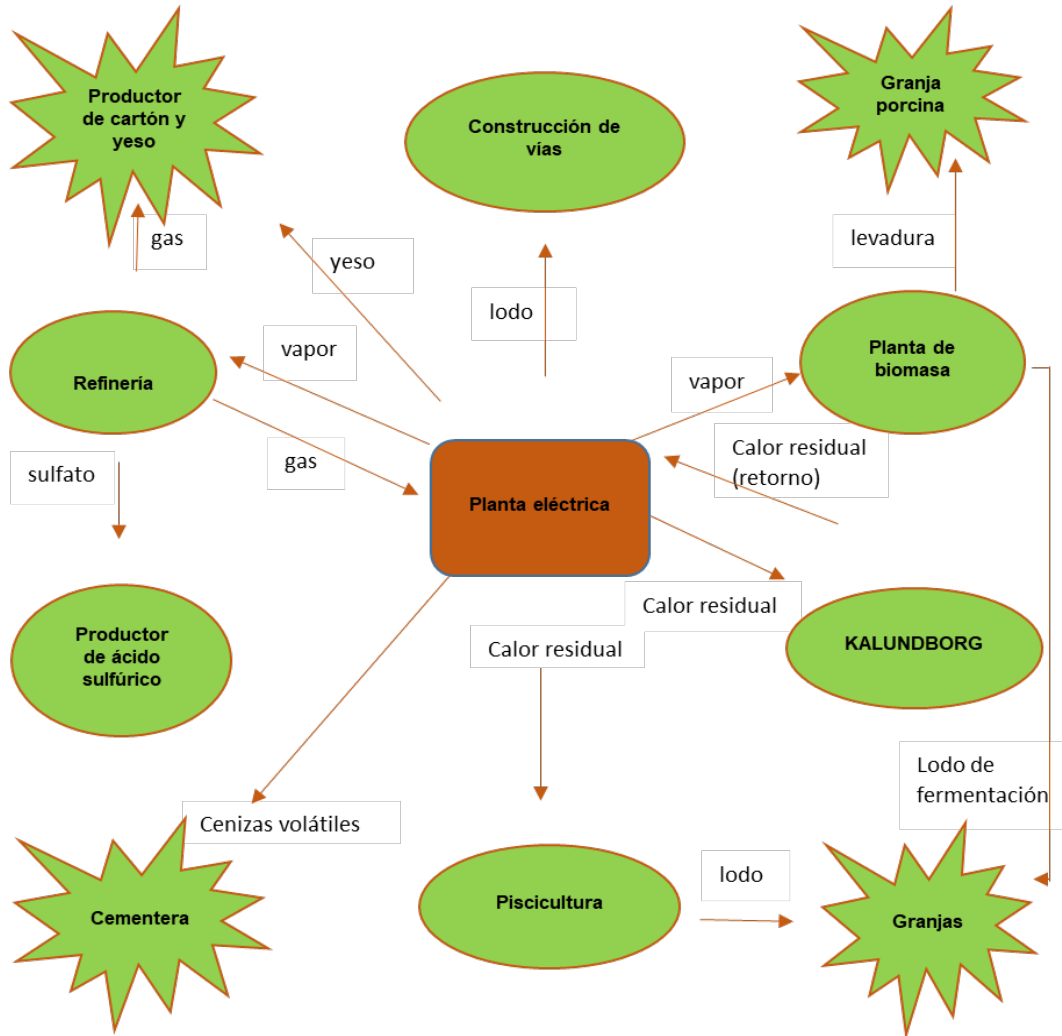 Productor
de cartón y
yeso
Construcción de
vías
Granja
porcina
gas
yeso
lodo
levadura
vapor
Refinería
Planta de
biomasa
vapor
sulfato
gas
Calor residual
(retorno)
Planta eléctrica
Calor residual
Calor residual
Productor
de ácido
sulfúrico
KALUNDBORG
Lodo de
fermentación
Cenizas volátiles
Cementera
Piscicultura
lodo
Granjas